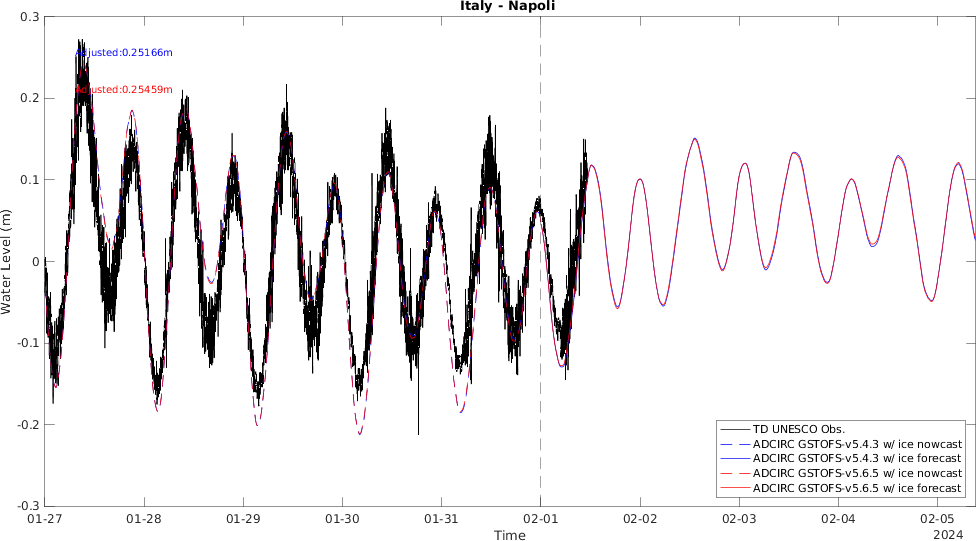 Italy - Napoli
0.3
0.2
0.1
0
-0.1
-0.2
-0.3
Water Level (m)
Adjusted:0.25166m
Adjusted:0.25459m
TD UNESCO Obs.
ADCIRC GSTOFS-v5.4.3 w/ ice nowcast
ADCIRC GSTOFS-v5.4.3 w/ ice forecast
ADCIRC GSTOFS-v5.6.5 w/ ice nowcast
ADCIRC GSTOFS-v5.6.5 w/ ice forecast
01-27 01-28 01-29 01-30 01-31 02-01 02-02 02-03 02-04 02-05
Time
2024